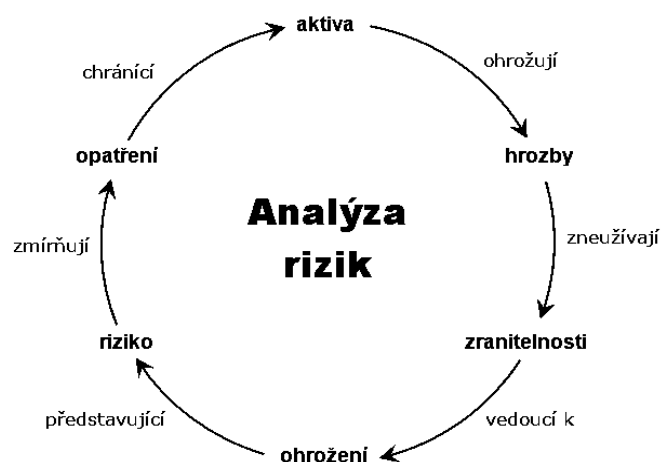 aktiva
ohrožují
chránící
opatření
hrozby
Analýza
rizik
zmírňují
zneužívají
riziko
zranitelnosti
představující
vedoucí k
ohrožení